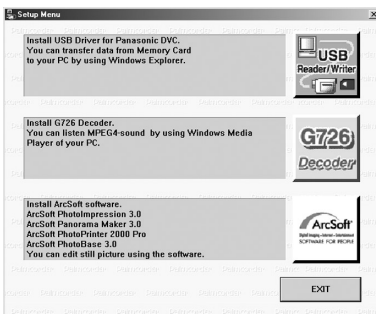 Setup Menu
Install USB Driver for Panasonic DVC.
You can transfer data from Memory Card
to your PC by using Windows Explorer.
USB
Reader/Writer
Install G726 Decoder.
You can listen MPEG4-sound by using Windows Media
Player of your PC.
G726
Decoder
Install ArcSoft software.
ArcSoft PhotoImpression 3.0
ArcSoft Panorama Maker 3.0
ArcSoft PhotoPrinter 2000 Pro
ArcSoft PhotoBase 3.0
You can edit still picture using the software.
ArcSoft
SOFTWARE FOR PEOPLE
EXIT